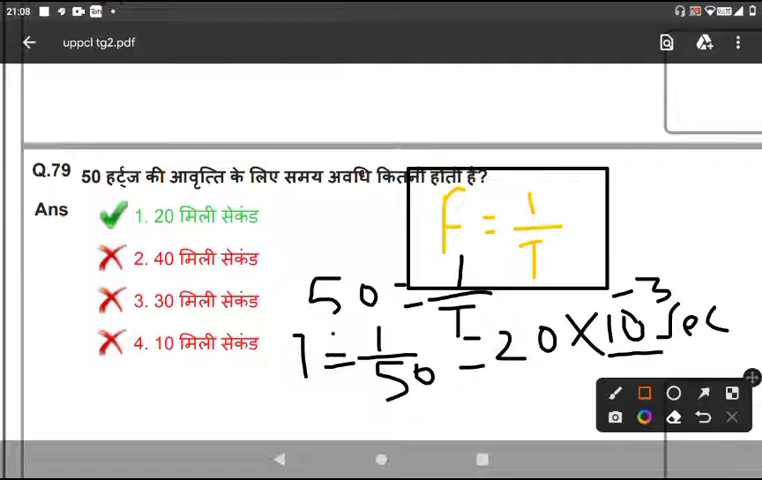 21:08
uppcl tg2.pdf
Q.79 50 हर्ट्ज की आवृत्ति के लिए समय अवधि कितनी होती है?
Ans 1. 20 मिली सेकंड
2. 40 मिली सेकंड
3. 30 मिली सेकंड
4. 10 मिली सेकंड
F = 1/T
50 = 1/T
T = 1/50 = 20 × 10⁻³ Sec